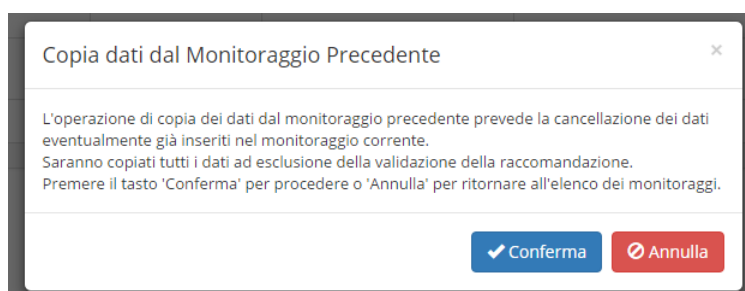 Copia dati dal Monitoraggio Precedente ×
L'operazione di copia dei dati dal monitoraggio precedente prevede la cancellazione dei dati
eventualmente già inseriti nel monitoraggio corrente.
Saranno copiati tutti i dati ad esclusione della validazione della raccomandazione.
Premere il tasto 'Conferma' per procedere o 'Annulla' per ritornare all'elenco dei monitoraggi.
Conferma Annulla